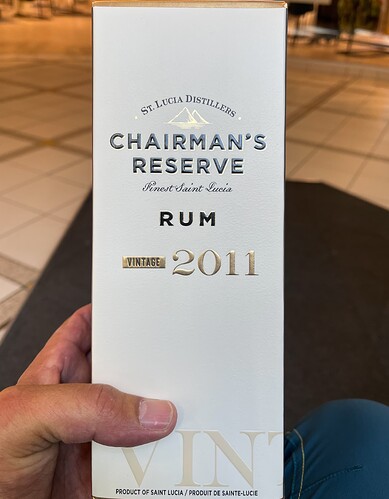 ST. LUCIA DISTILLERS
CHAIRMAN'S
RESERVE
Finest Saint Lucia
RUM
VINTAGE 2011
VINT
PRODUCT OF SAINT LUCIA / PRODUIT DE SAINTE-LUCIE